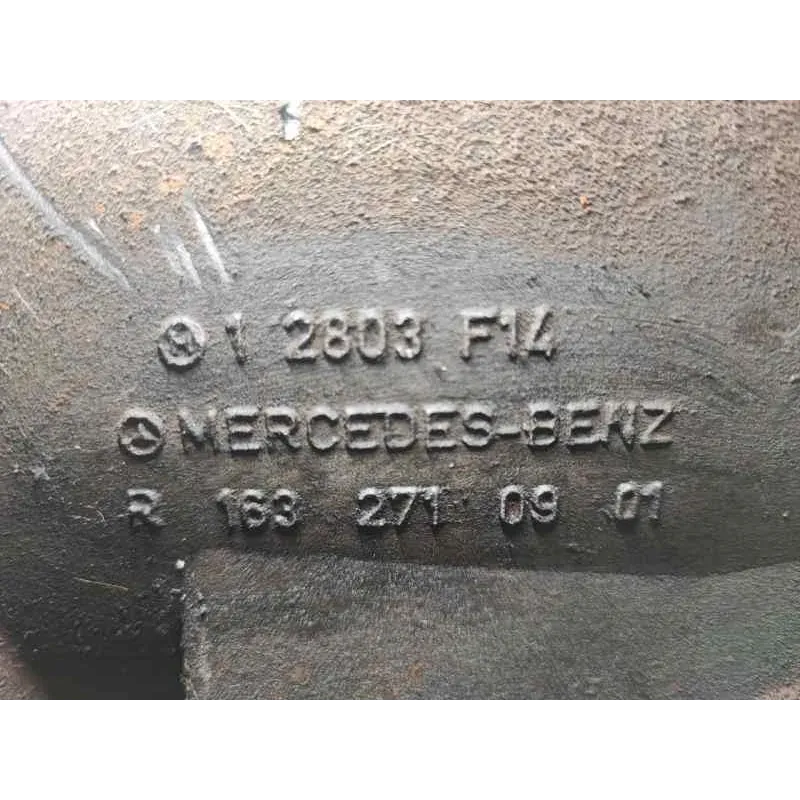 1 2803 F14
MERCEDES-BENZ
R 163 271 09 01